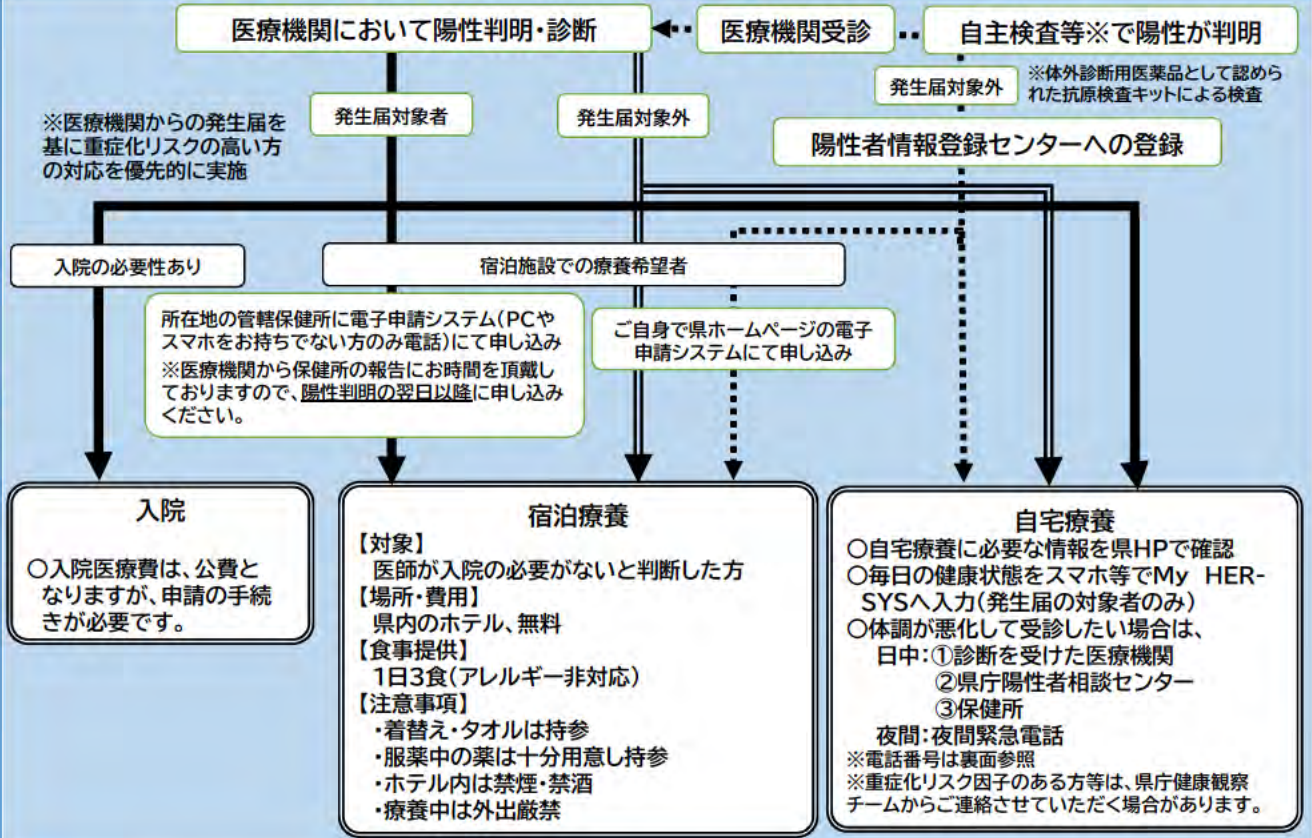 医療機関において陽性判明・診断
医療機関受診
自主検査等※で陽性が判明
発生届対象外
※体外診断用医薬品として認めら
れた抗原検査キットによる検査
発生届対象者
発生届対象外
※医療機関からの発生届を
基に重症化リスクの高い方
の対応を優先的に実施
陽性者情報登録センターへの登録
入院の必要性あり
宿泊施設での療養希望者
所在地の管轄保健所に電子申請システム(PCや
スマホをお持ちでない方のみ電話)にて申し込み
※医療機関から保健所の報告にお時間を頂戴し
ておりますので、陽性判明の翌日以降に申し込み
ください。
ご自身で県ホームページの電子
申請システムにて申し込み
入院
○入院医療費は、公費と
なりますが、申請の手続
きが必要です。
宿泊療養
【対象】
医師が入院の必要がないと判断した方
【場所・費用】
県内のホテル、無料
【食事提供】
1日3食(アレルギー非対応)
【注意事項】
・着替え・タオルは持参
・服薬中の薬は十分用意し持参
・ホテル内は禁煙・禁酒
・療養中は外出厳禁
自宅療養
○自宅療養に必要な情報を県HPで確認
○毎日の健康状態をスマホ等でMy HER-
SYSへ入力(発生届の対象者のみ)
○体調が悪化して受診したい場合は、
日中:①診断を受けた医療機関
②県庁陽性者相談センター
③保健所
夜間:夜間緊急電話
※電話番号は裏面参照
※重症化リスク因子のある方等は、県庁健康観察
チームからご連絡させていただく場合があります。